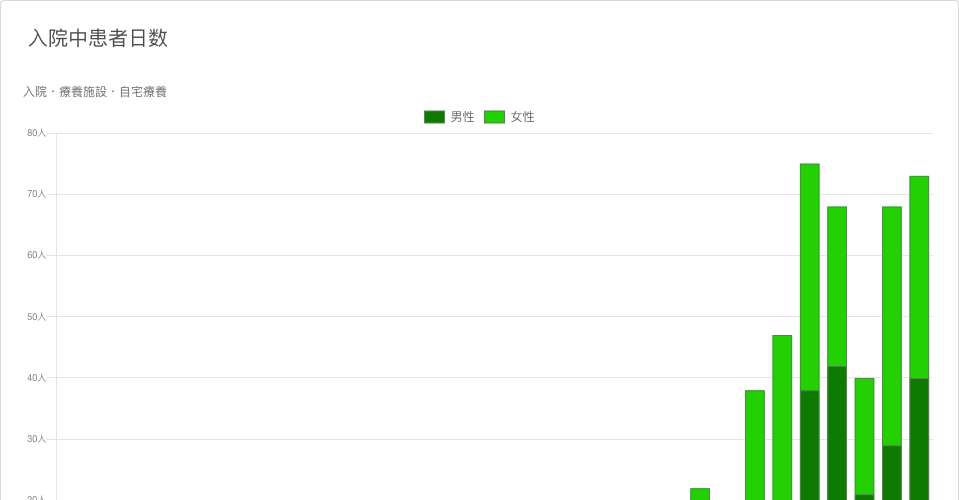 入院中患者日数
入院・療養施設・自宅療養
男性 女性
80人
70人
60人
50人
40人
30人
20人